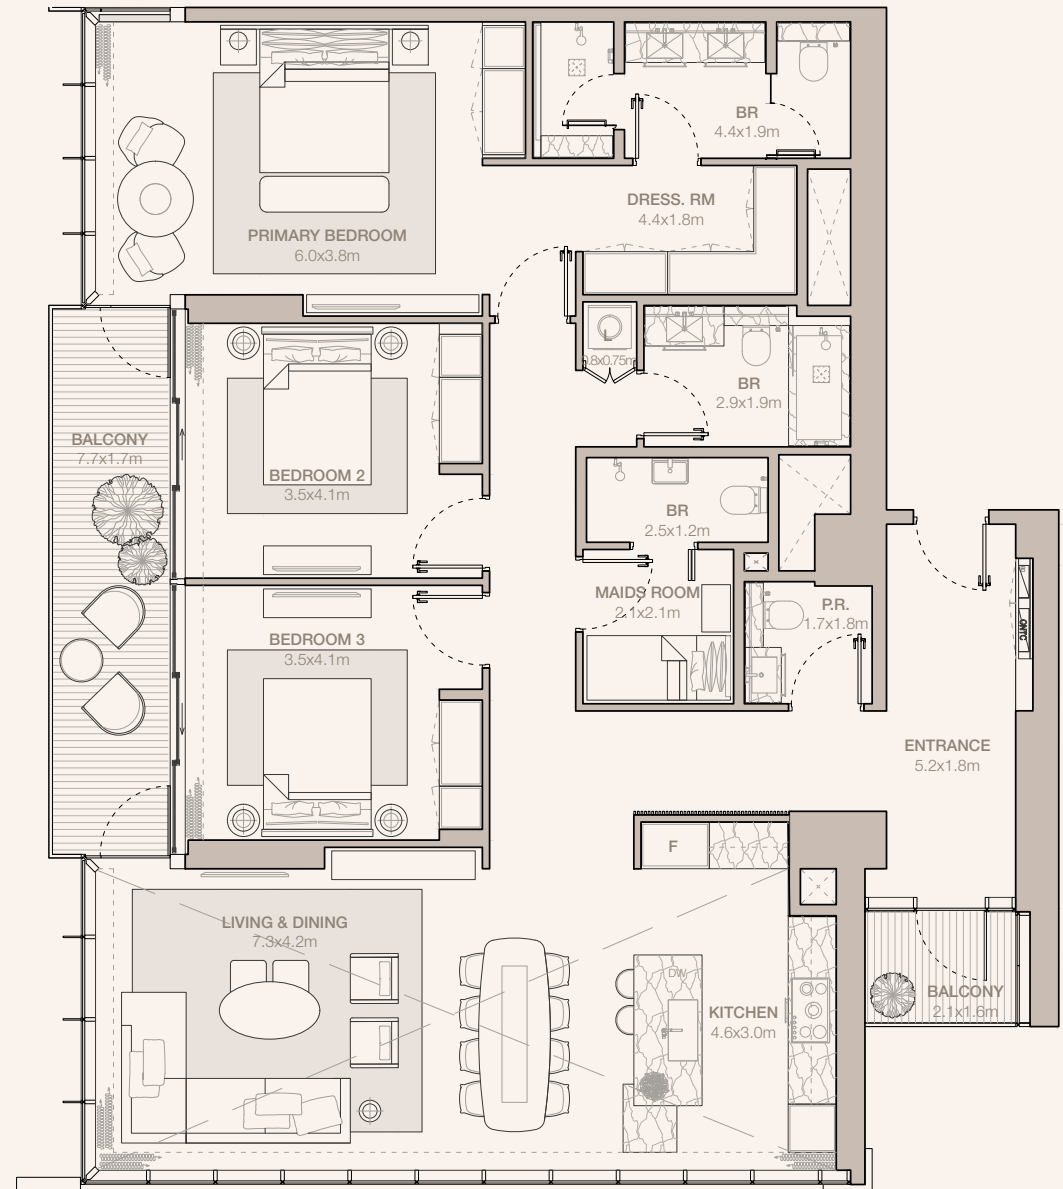 BR
4.4x1.9m
DRESS. RM
4.4x1.8m
PRIMARY BEDROOM
6.0x3.8m
0.8x0.75m
BR
2.9x1.9m
BALCONY
7.7x1.7m
BEDROOM 2
3.5x4.1m
BR
2.5x1.2m
MAIDS ROOM
2.1x2.1m
P.R.
1.7x1.8m
BEDROOM 3
3.5x4.1m
ENTRANCE
5.2x1.8m
F
LIVING & DINING
7.3x4.2m
DW
KITCHEN
4.6x3.0m
BALCONY
2.1x1.6m